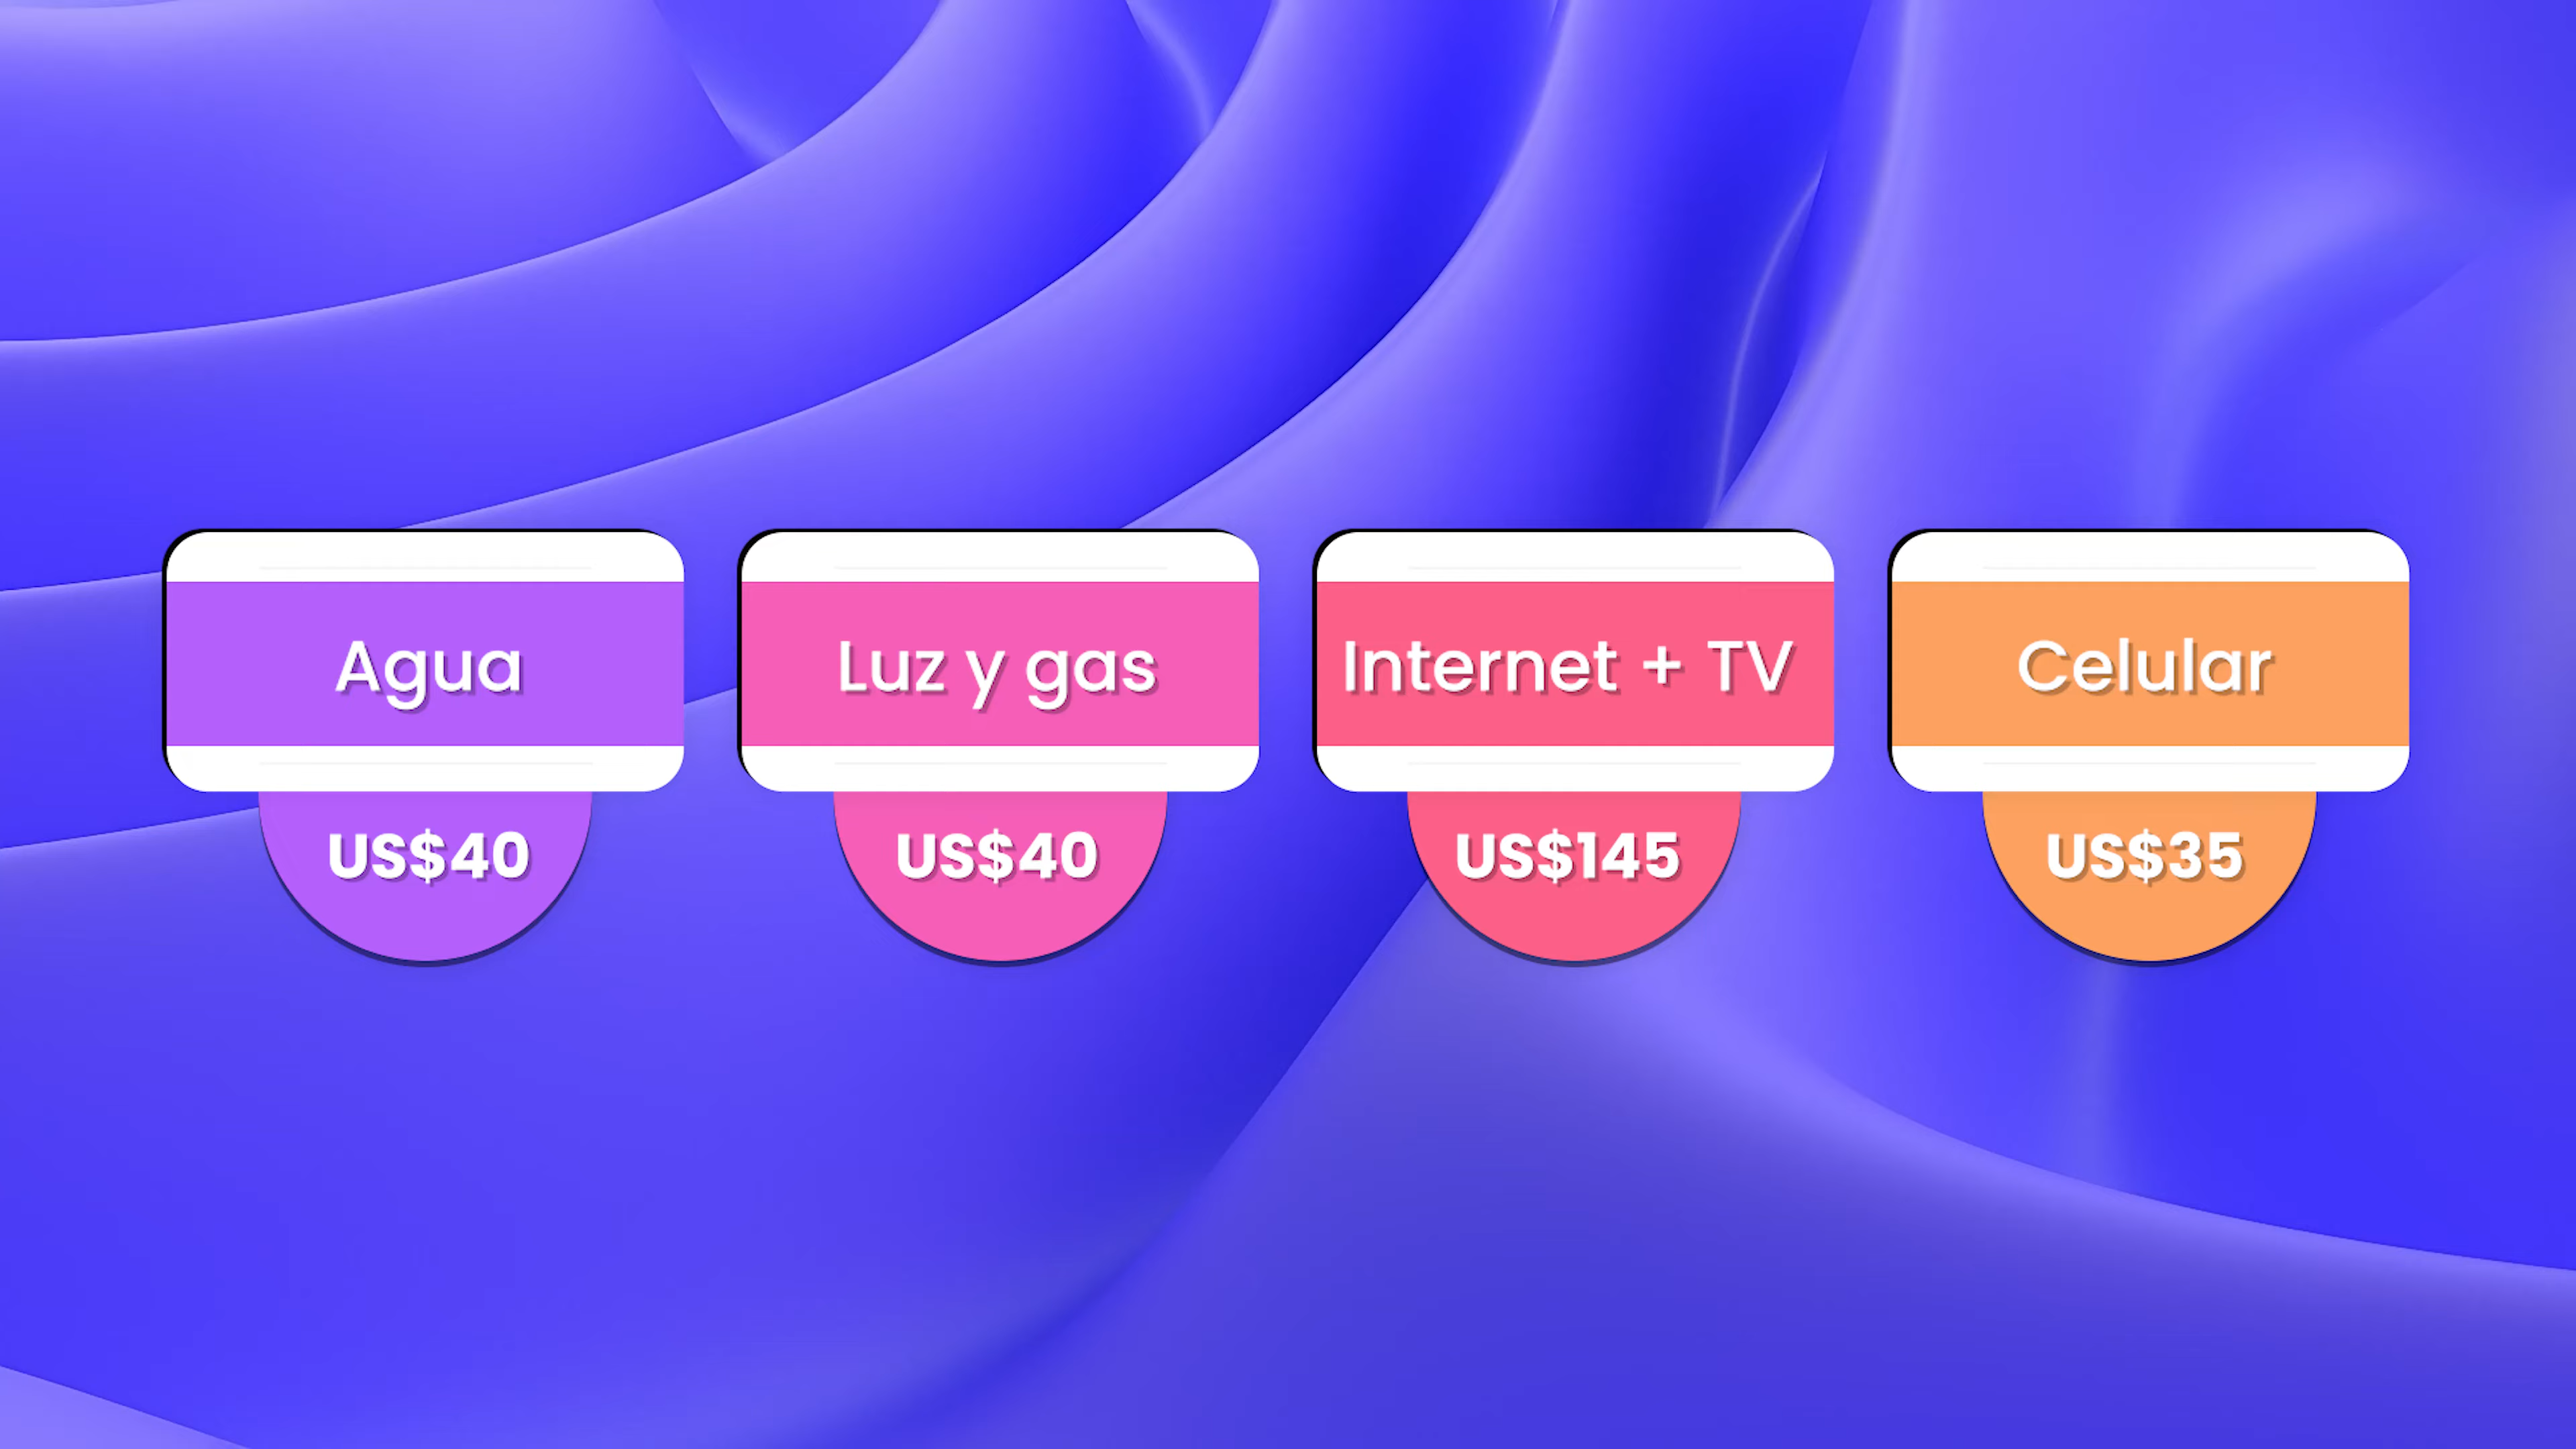 Agua
Luz y gas
Internet + TV
Celular
US$40
US$40
US$145
US$35